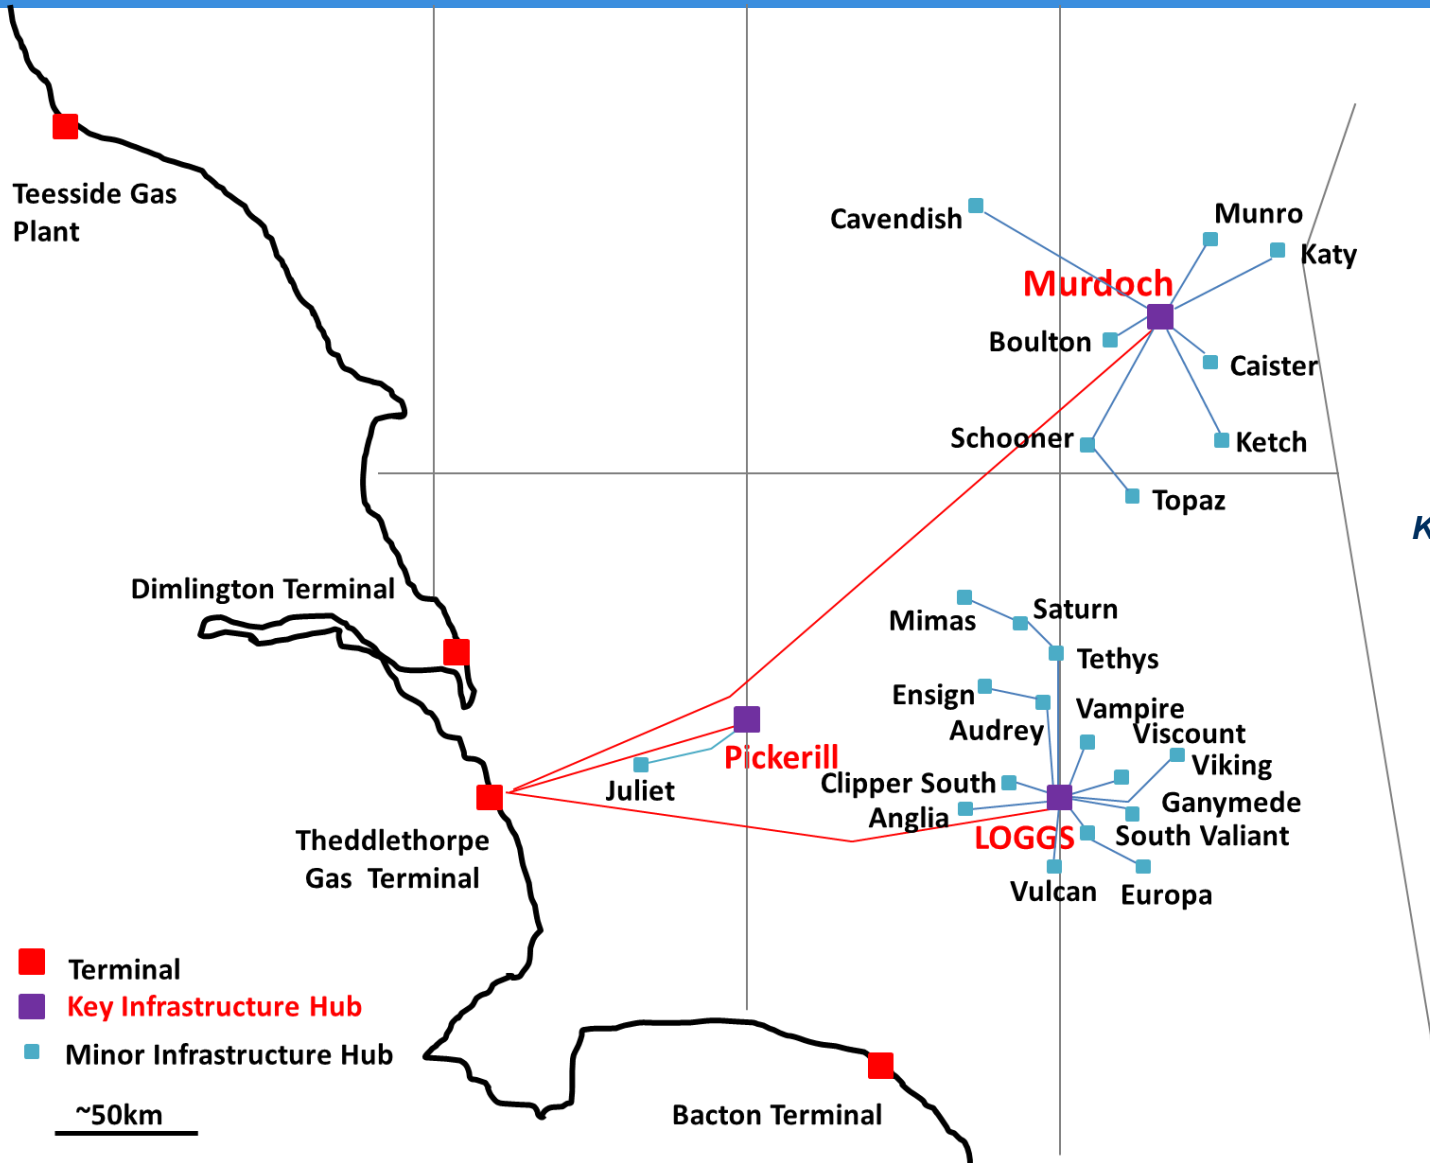 Teesside Gas
Plant
Cavendish
Munro
Katy
Murdoch
Boulton
Caister
Schooner
Ketch
Topaz
K
Dimlington Terminal
Mimas
Saturn
Tethys
Ensign
Audrey
Vampire
Viscount
Pickerill
Viking
Juliet
Clipper South
Anglia
Ganymede
LOGGS
South Valiant
Theddlethorpe
Gas  Terminal
Vulcan
Europa
Terminal
Key Infrastructure Hub
Minor Infrastructure Hub
~50km
Bacton Terminal